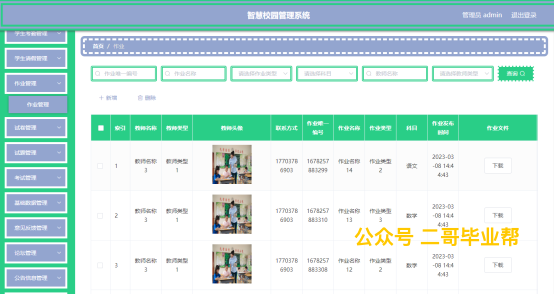 智慧校园管理系统
管理员 admin 退出登录
学生考勤管理
学生请假管理
作业管理
作业管理
试卷管理
试题管理
考试管理
基础数据管理
论坛管理
公告信息管理
首页 / 作业
作业唯一编号 作业名称 请选择作业类型 请选择科目 教师名称 请选择教师类型 查询
+ 新增 删除
索引 教师名称 教师类型 教师头像 联系方式 作业唯一编号 作业名称 作业类型 科目 作业发布时间 作业文件
1 教师名称3 教师类型1 17703786903 1678257883299 作业名称14 作业类型2 语文 2023-03-08 14:44:43 下载
2 教师名称3 教师类型1 17703786903 1678257883310 作业名称13 作业类型3 数学 2023-03-08 14:44:43 下载
3 教师名称3 教师类型1 17703786903 1678257883308 作业名称12 作业类型2 数学 2023-03-08 14:44:43 下载
公众号 二哥毕业帮